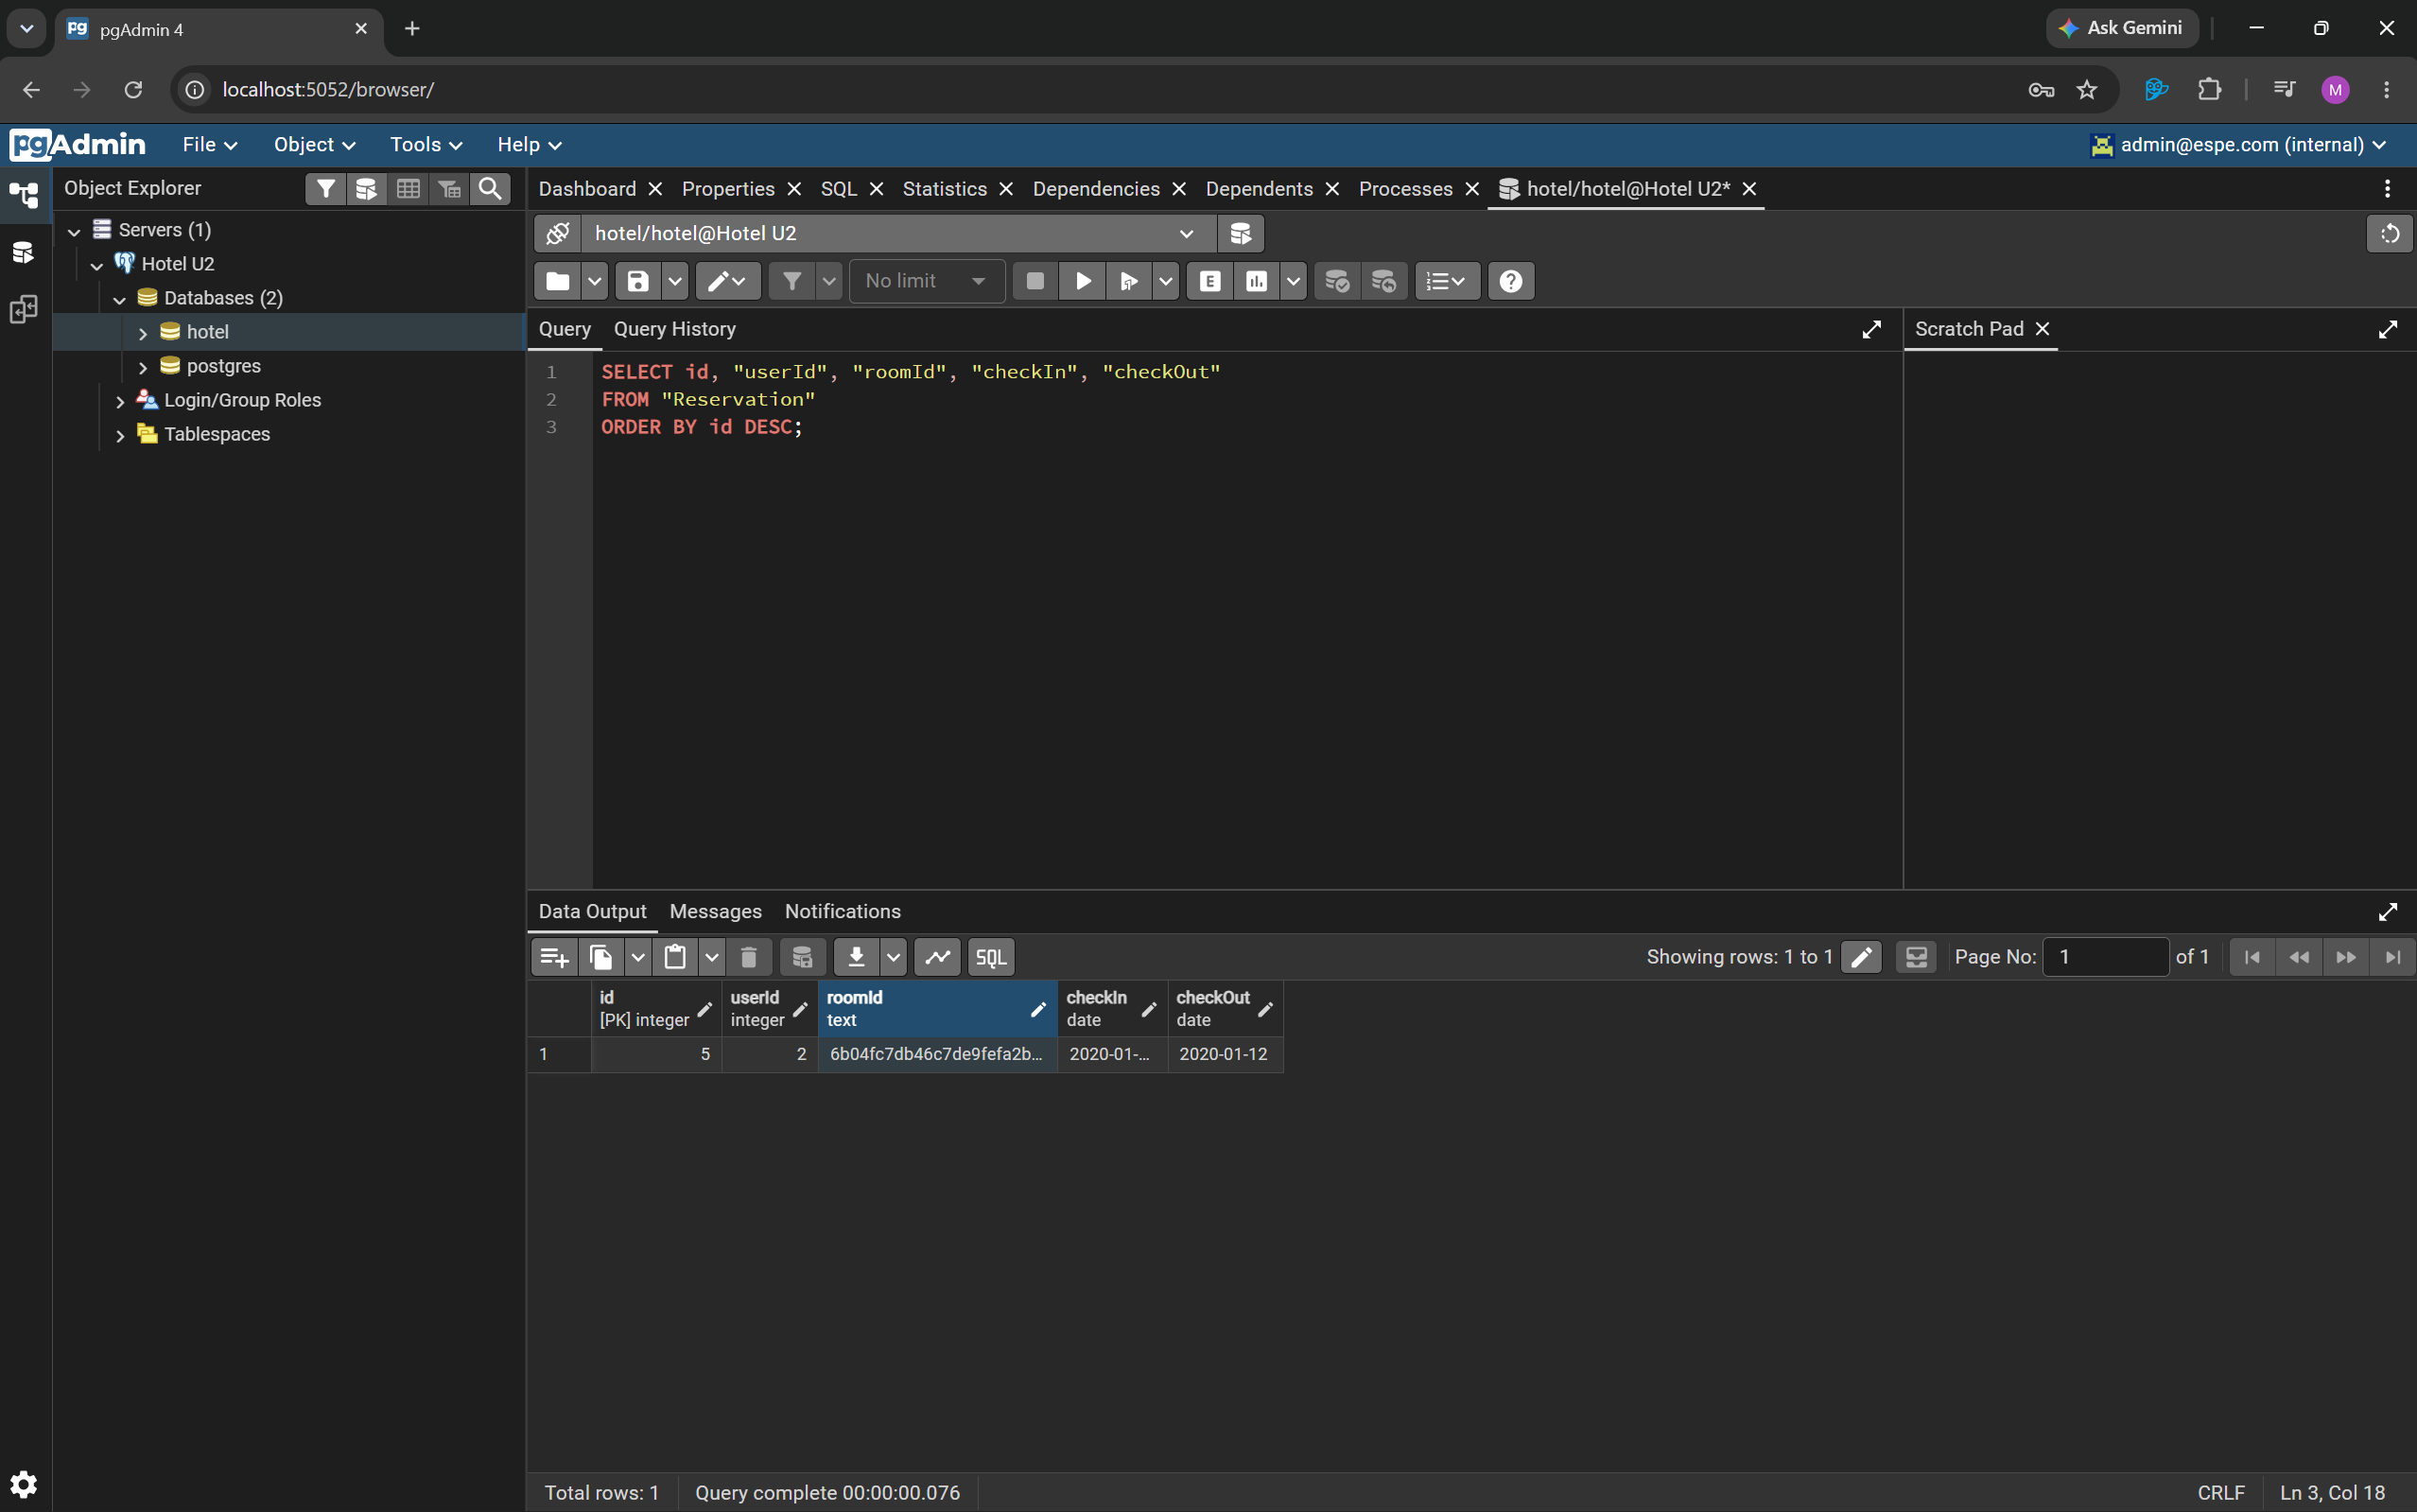 pgAdmin 4
Ask Gemini
localhost:5052/browser/
M
pgAdmin File Object Tools Help admin@espe.com (internal)
Object Explorer
Dashboard Properties SQL Statistics Dependencies Dependents Processes hotel/hotel@Hotel U2*
Servers (1)
Hotel U2
Databases (2)
hotel
postgres
Login/Group Roles
Tablespaces
hotel/hotel@Hotel U2
No limit
E
Query Query History Scratch Pad
1 SELECT id, "userId", "roomId", "checkIn", "checkOut"
2 FROM "Reservation"
3 ORDER BY id DESC;
Data Output Messages Notifications
SQL Showing rows: 1 to 1 Page No: 1 of 1
id userId roomId checkIn checkOut
[PK] integer integer text date date
1 5 2 6b04fc7db46c7de9fefa2b... 2020-01-... 2020-01-12
Total rows: 1 Query complete 00:00:00.076 CRLF Ln 3, Col 18